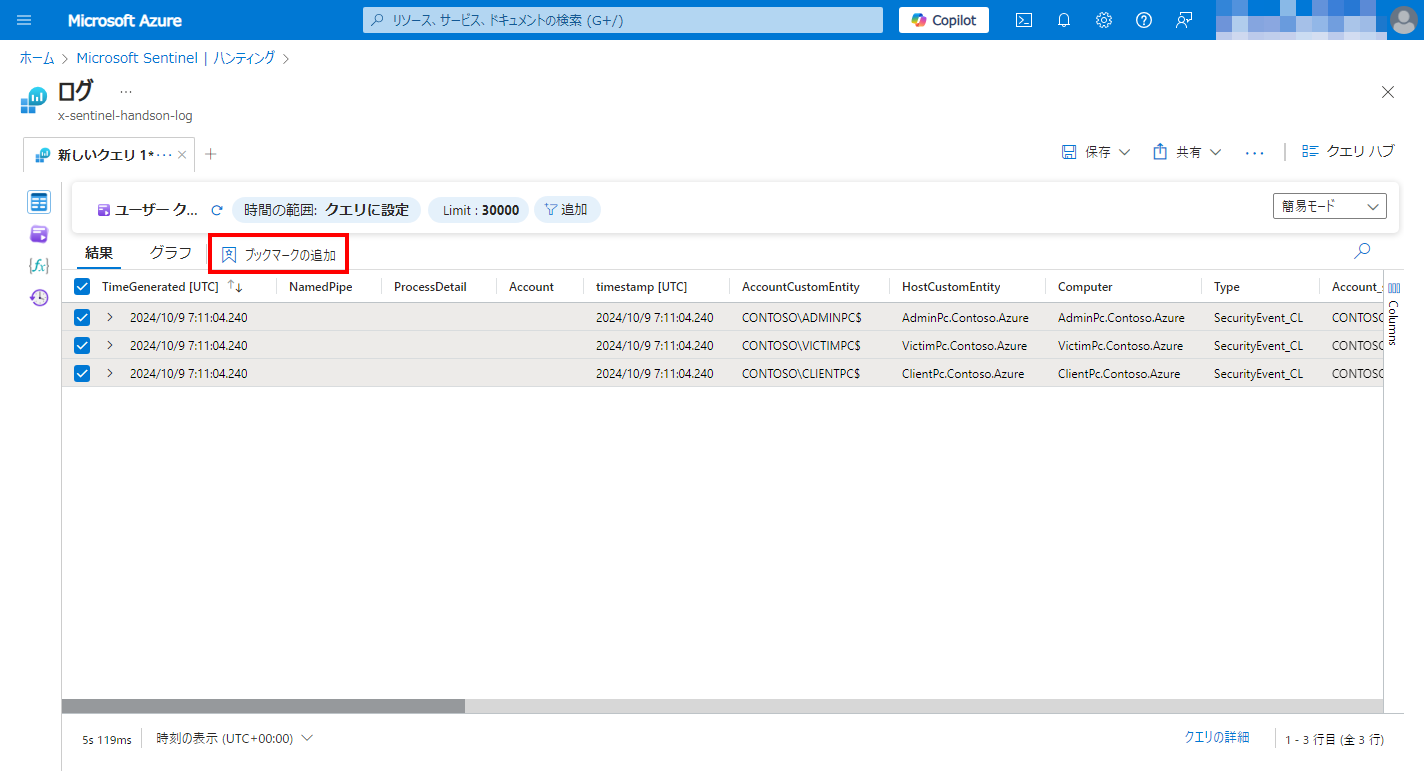 Microsoft Azure
リソース、サービス、ドキュメントの検索 (G+/)
Copilot
ホーム > Microsoft Sentinel | ハンティング >
ログ ...
x-sentinel-handson-log
新しいクエリ 1*... × +
保存 共有 ... | クエリ ハブ
ユーザー ク... 時間の範囲: クエリに設定 Limit : 30000 追加 簡易モード
結果 グラフ ブックマークの追加
{fx}
TimeGenerated [UTC] ↑↓ NamedPipe ProcessDetail Account timestamp [UTC] AccountCustomEntity HostCustomEntity Computer Type Account_
2024/10/9 7:11:04.240 2024/10/9 7:11:04.240 CONTOSO\ADMINPC$ AdminPc.Contoso.Azure AdminPc.Contoso.Azure SecurityEvent_CL CONTOSO
2024/10/9 7:11:04.240 2024/10/9 7:11:04.240 CONTOSO\VICTIMPC$ VictimPc.Contoso.Azure VictimPc.Contoso.Azure SecurityEvent_CL CONTOSO
2024/10/9 7:11:04.240 2024/10/9 7:11:04.240 CONTOSO\CLIENTPC$ ClientPc.Contoso.Azure ClientPc.Contoso.Azure SecurityEvent_CL CONTOSO
Columns
5s 119ms 時刻の表示 (UTC+00:00) クエリの詳細 1 - 3 行目 (全 3 行)